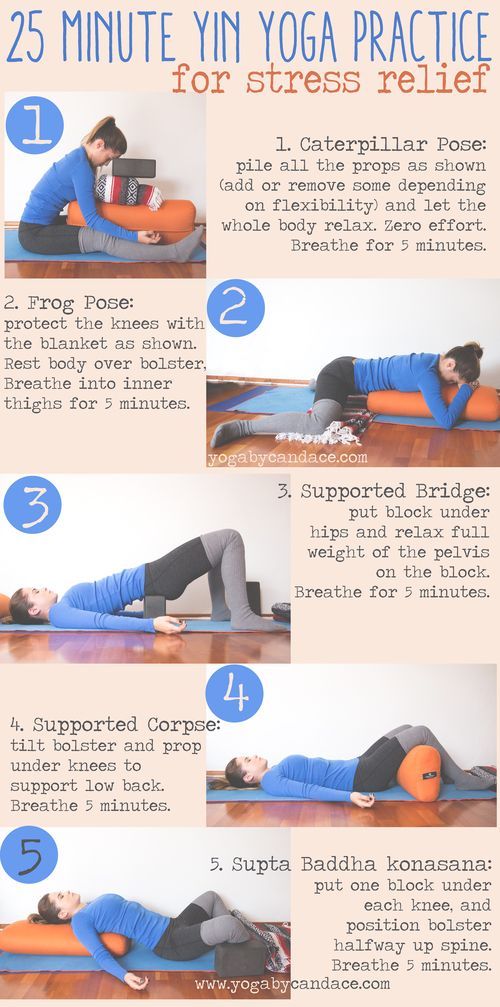 25 MINUTE YIN YOGA PRACTICE
for stress relief
1
1. Caterpillar Pose:
pile all the props as shown
(add or remove some depending
on flexibility) and let the
whole body relax. Zero effort.
Breathe for 5 minutes.
2. Frog Pose:
protect the knees with
the blanket as shown.
Rest body over bolster,
Breathe into inner
thighs for 5 minutes.
2
yogabycandace.com
3
3. Supported Bridge:
put block under
hips and relax full
weight of the pelvis
on the block.
Breathe for 5 minutes.
4
4. Supported Corpse:
tilt bolster and prop
under knees to
support low back.
Breathe 5 minutes.
5
5. Supta Baddha konasana:
put one block under
each knee, and
position bolster
halfway up spine.
Breathe 5 minutes.
www.yogabycandace.com